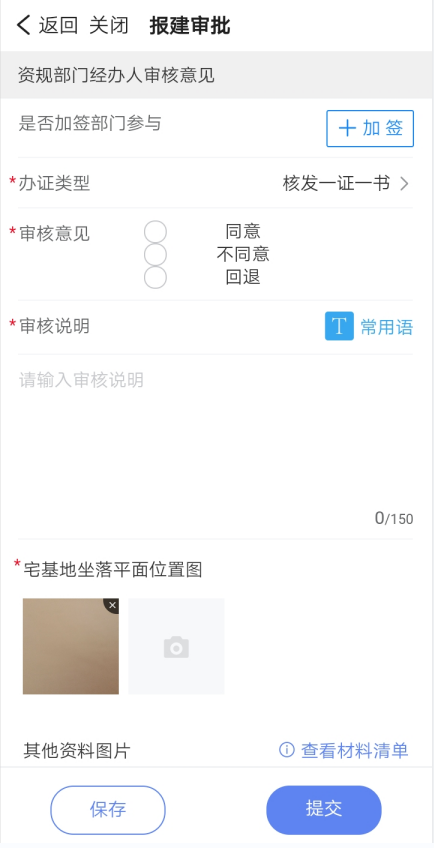 返回 关闭 报建审批
资规部门经办人审核意见
是否加签部门参与 加签
*办证类型 核发一证一书
*审核意见 同意
不同意
回退
*审核说明 T 常用语
请输入审核说明
0/150
*宅基地坐落平面位置图
其他资料图片 查看材料清单
保存 提交